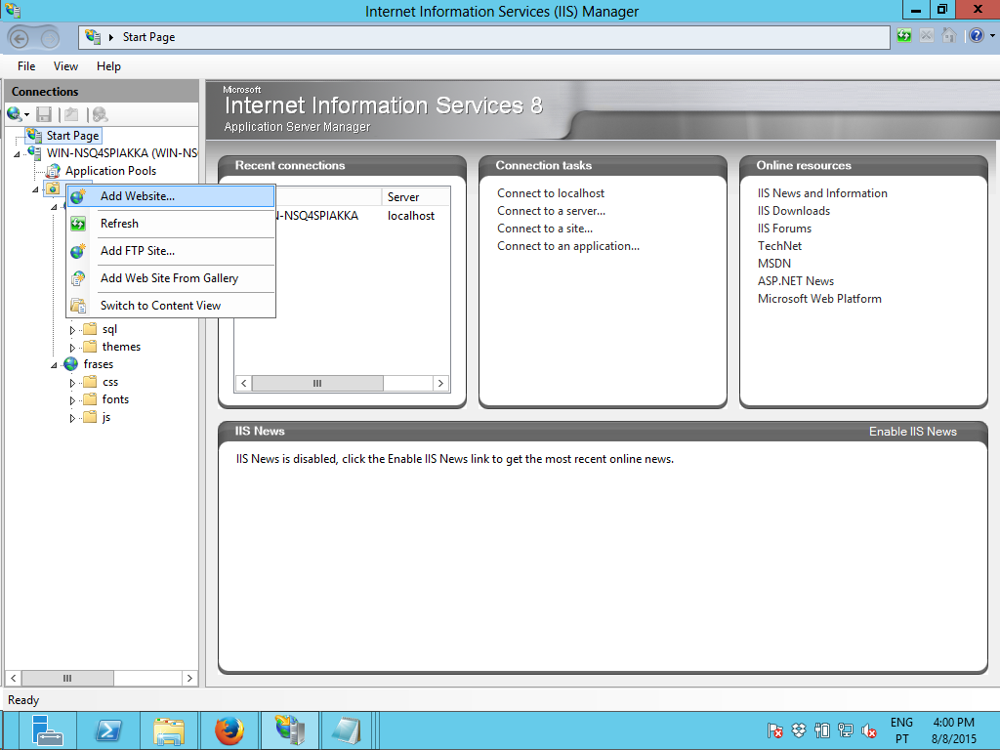 Internet Information Services (IIS) Manager
Start Page
File View Help
Connections
Start Page
WIN-NSQ4SPIAKKA (WIN-NS
Application Pools
Add Website...
Refresh
Add FTP Site...
Add Web Site From Gallery
Switch to Content View
sql
themes
frases
css
fonts
js
Microsoft
Internet Information Services 8
Application Server Manager
Recent connections
Server
-NSQ4SPIAKKA localhost
Connection tasks
Connect to localhost
Connect to a server...
Connect to a site...
Connect to an application...
Online resources
IIS News and Information
IIS Downloads
IIS Forums
TechNet
MSDN
ASP.NET News
Microsoft Web Platform
IIS News
Enable IIS News
IIS News is disabled, click the Enable IIS News link to get the most recent online news.
Ready
ENG
PT
4:00 PM
8/8/2015